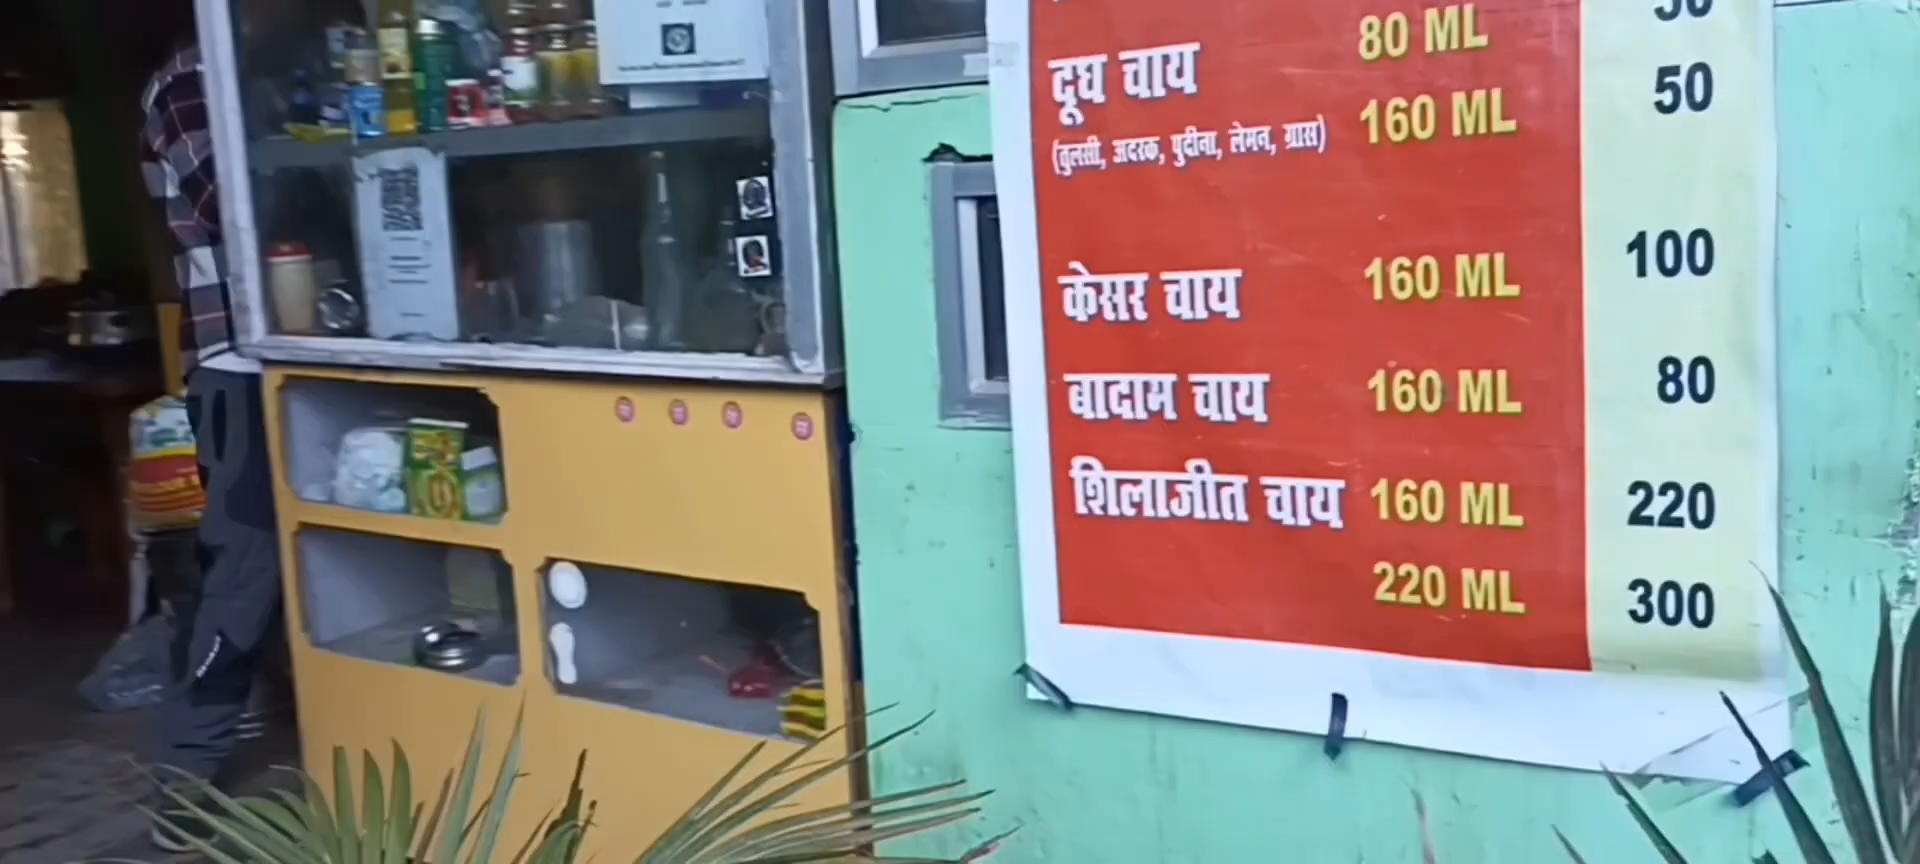 दूध चाय 80 ML
160 ML 50
(तुलसी, अदरक, पुदीना, लेमन, ग्रास)
केसर चाय 160 ML 100
बादाम चाय 160 ML 80
शिलाजीत चाय 160 ML 220
220 ML 300